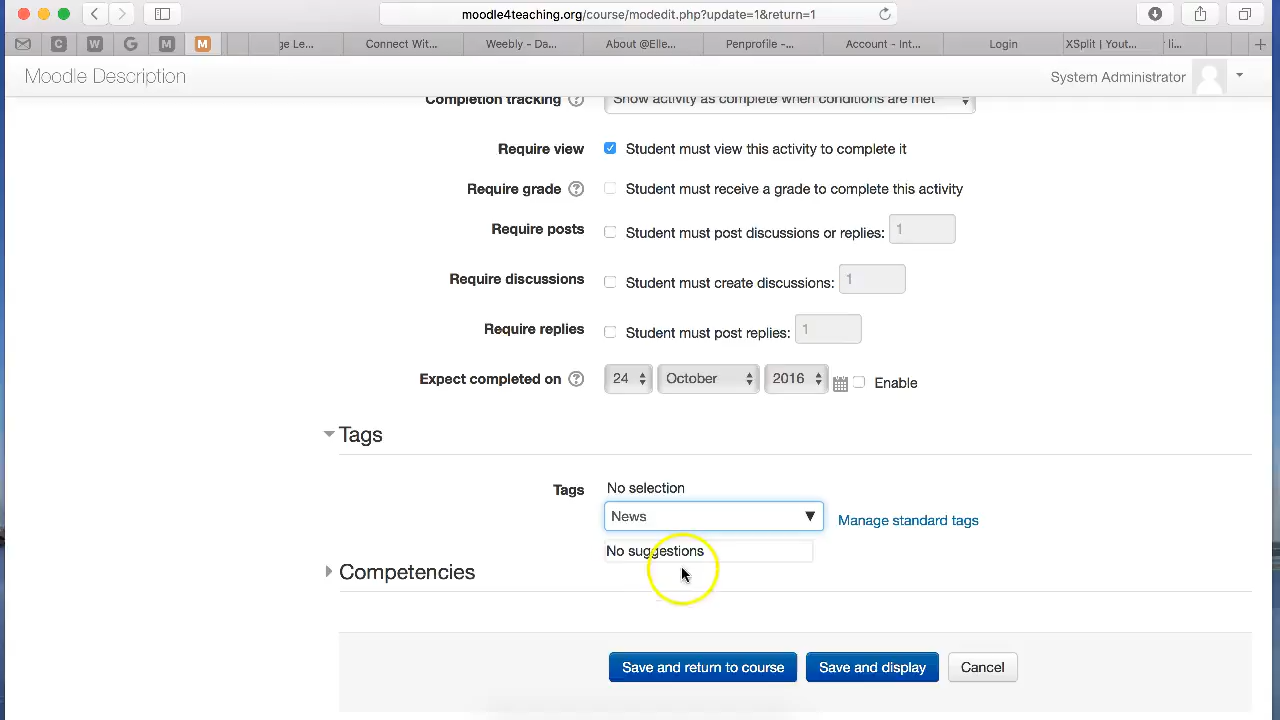 moodle4teaching.org/course/modedit.php?update=1&return=1
C W G M M ge Le... Connect Wit... Weebly - Da... About @Elle... Penprofile -... Account - Int... Login XSplit | Yout... li...
Moodle Description System Administrator
Completion tracking ? Show activity as complete when conditions are met
Require view Student must view this activity to complete it
Require grade ? Student must receive a grade to complete this activity
Require posts Student must post discussions or replies: 1
Require discussions Student must create discussions: 1
Require replies Student must post replies: 1
Expect completed on ? 24 October 2016 Enable
Tags
Tags No selection
News Manage standard tags
No suggestions
Competencies
Save and return to course Save and display Cancel